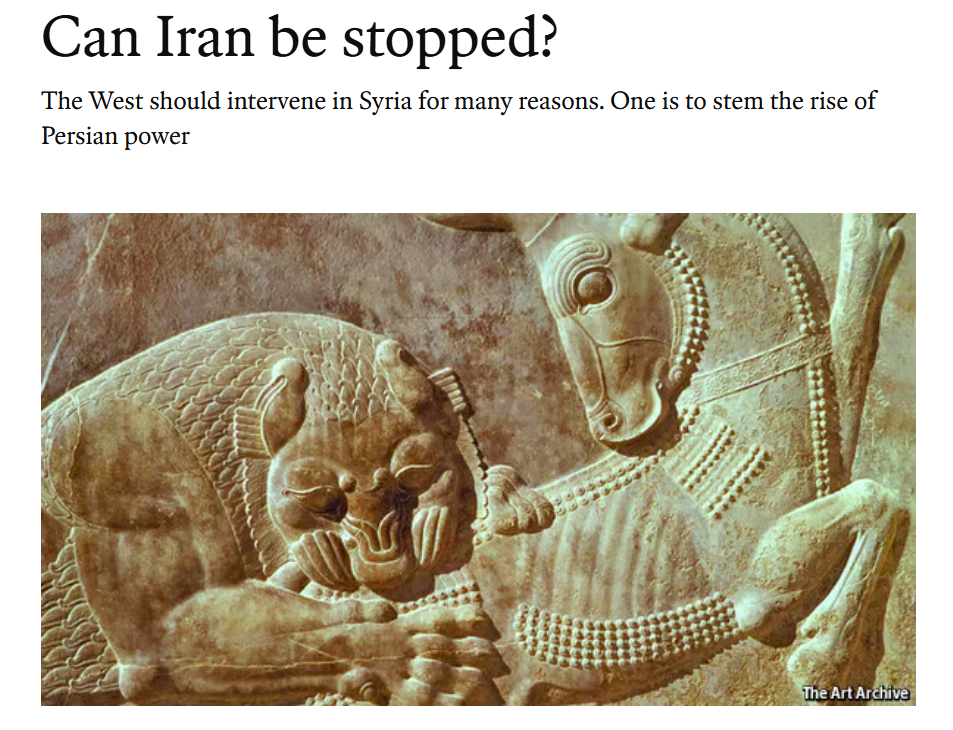 Can Iran be stopped?
The West should intervene in Syria for many reasons. One is to stem the rise of
Persian power
The Art Archive